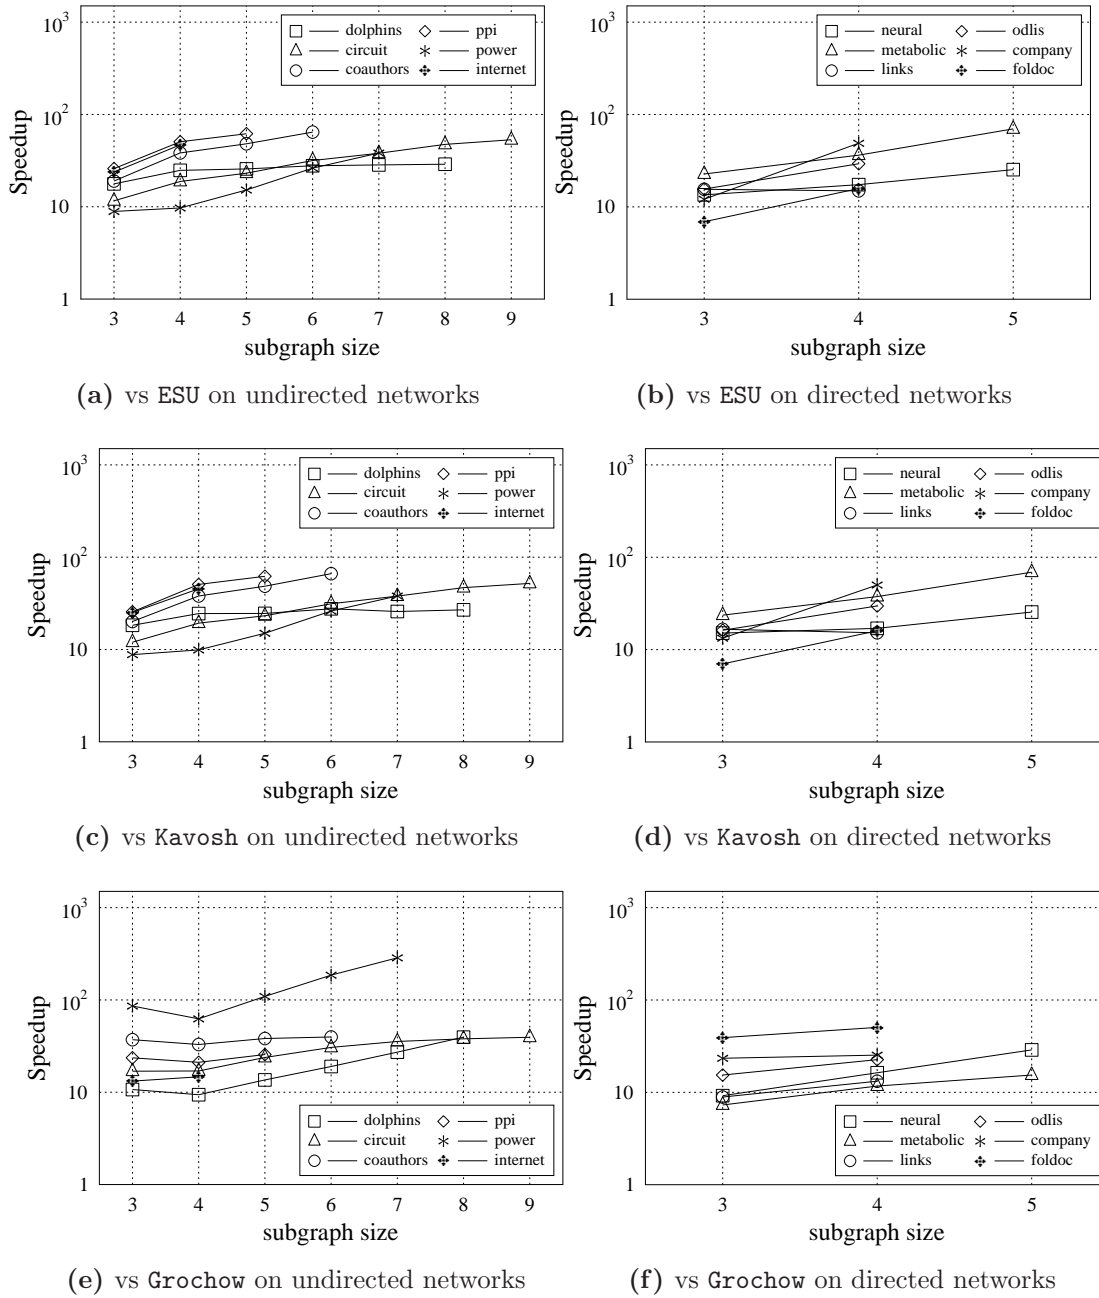 10³
10²
10
1
Speedup
dolphins
circuit
coauthors
ppi
power
internet
3 4 5 6 7 8 9
subgraph size
(a) vs ESU on undirected networks
10³
10²
10
1
Speedup
neural
metabolic
links
odlis
company
foldoc
3 4 5
subgraph size
(b) vs ESU on directed networks
10³
10²
10
1
Speedup
dolphins
circuit
coauthors
ppi
power
internet
3 4 5 6 7 8 9
subgraph size
(c) vs Kavosh on undirected networks
10³
10²
10
1
Speedup
neural
metabolic
links
odlis
company
foldoc
3 4 5
subgraph size
(d) vs Kavosh on directed networks
10³
10²
10
1
Speedup
dolphins
circuit
coauthors
ppi
power
internet
3 4 5 6 7 8 9
subgraph size
(e) vs Grochow on undirected networks
10³
10²
10
1
Speedup
neural
metabolic
links
odlis
company
foldoc
3 4 5
subgraph size
(f) vs Grochow on directed networks